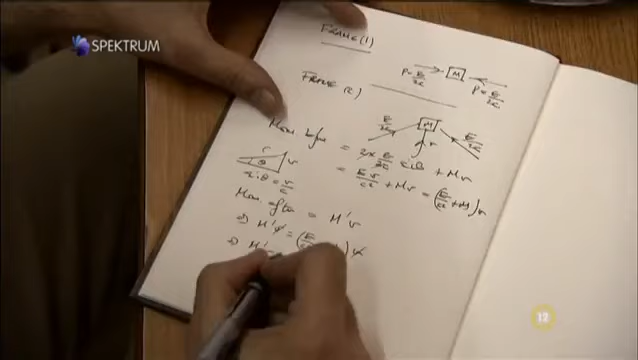 SPEKTRUM
FRAME (1)
P = E/2c → M ← P = E/2c
FRAME (2)
E/2c M E/2c
v
Mom. before = 2 × E/2c sin θ + Mv
c θ v = E/c v/c + Mv = (E/c² + M) v
sin θ = v/c
Mom. after = M'v
⇒ M'v = (E/c² ) v
⇒ M'
12